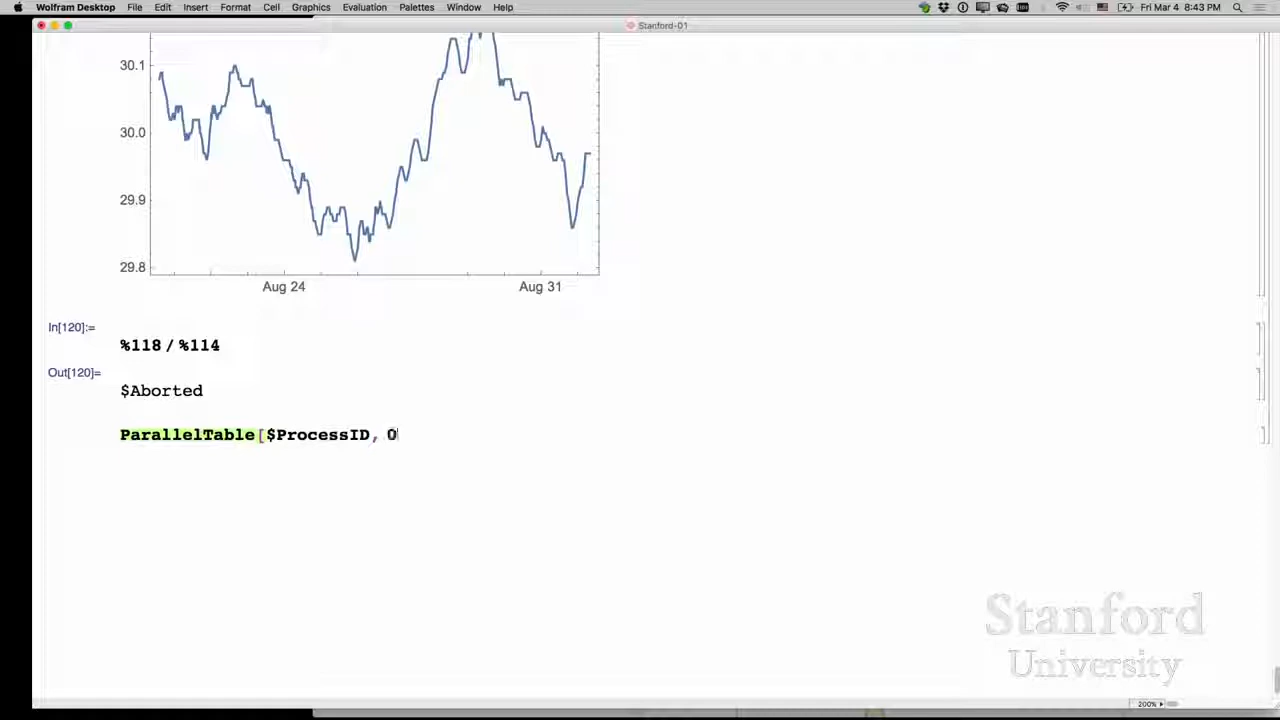 Wolfram Desktop File Edit Insert Format Cell Graphics Evaluation Palettes Window Help Fri Mar 4 8:43 PM
Stanford-01
30.1
30.0
29.9
29.8
Aug 24 Aug 31
In[120]:=
%118 / %114
Out[120]=
$Aborted
ParallelTable[$ProcessID, O
Stanford
University
200%